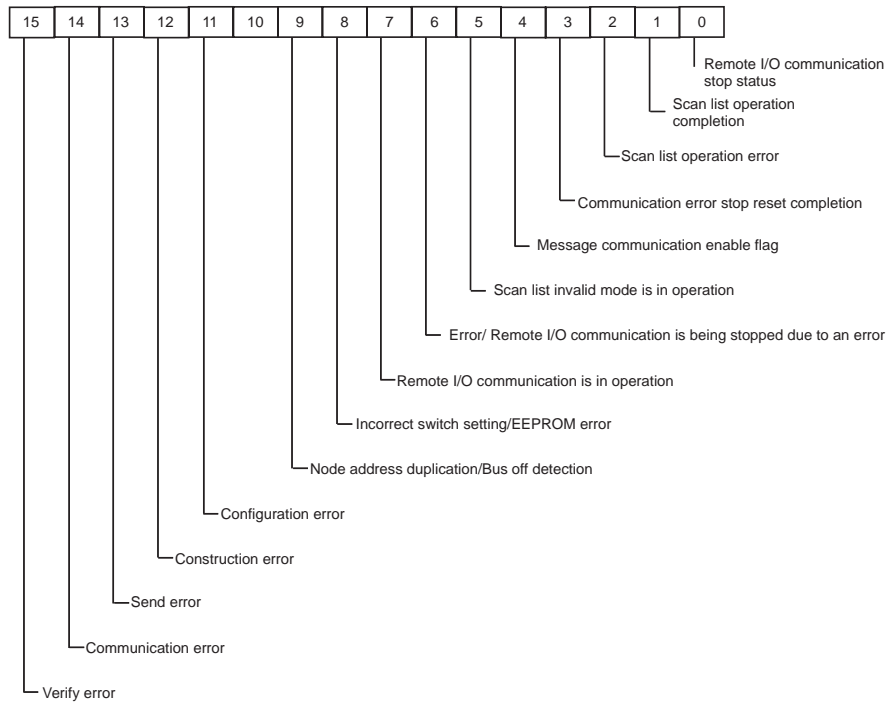 15 14 13 12 11 10 9 8 7 6 5 4 3 2 1 0
Remote I/O communication
stop status
Scan list operation
completion
Scan list operation error
Communication error stop reset completion
Message communication enable flag
Scan list invalid mode is in operation
Error/ Remote I/O communication is being stopped due to an error
Remote I/O communication is in operation
Incorrect switch setting/EEPROM error
Node address duplication/Bus off detection
Configuration error
Construction error
Send error
Communication error
Verify error